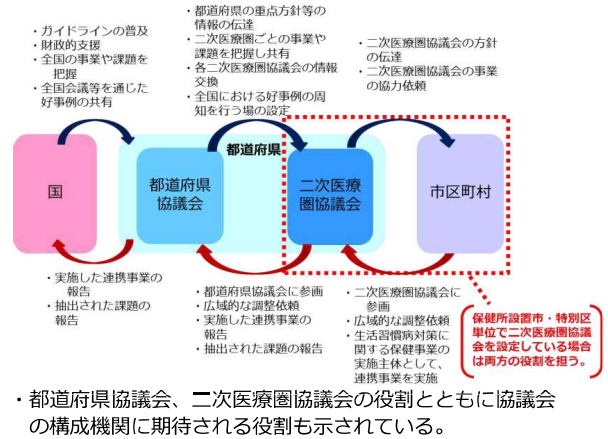 ・ガイドラインの普及
・財政的支援
・全国の事業や課題を
把握
・全国会議等を通じた
好事例の共有
・都道府県の重点方針等の
情報の伝達
・二次医療圏ごとの事業や
課題を把握し共有
・各二次医療圏協議会の情報
交換
・全国における好事例の周
知を行う場の設定
・二次医療圏協議会の方針
の伝達
・二次医療圏協議会の事業
の協力依頼
都道府県
国
都道府県
協議会
二次医療
圏協議会
市区町村
・実施した連携事業の
報告
・抽出された課題の
報告
・都道府県協議会に参画
・広域的な調整依頼
・実施した連携事業の
報告
・抽出された課題の報告
・二次医療圏協議会に
参画
・広域的な調整依頼
・生活習慣病対策に
関する保健事業の
実施主体として、
連携事業を実施
保健所設置市・特別区
単位で二次医療圏協議
会を設定している場合
は両方の役割を担う。
・都道府県協議会、二次医療圏協議会の役割とともに協議会
の構成機関に期待される役割も示されている。